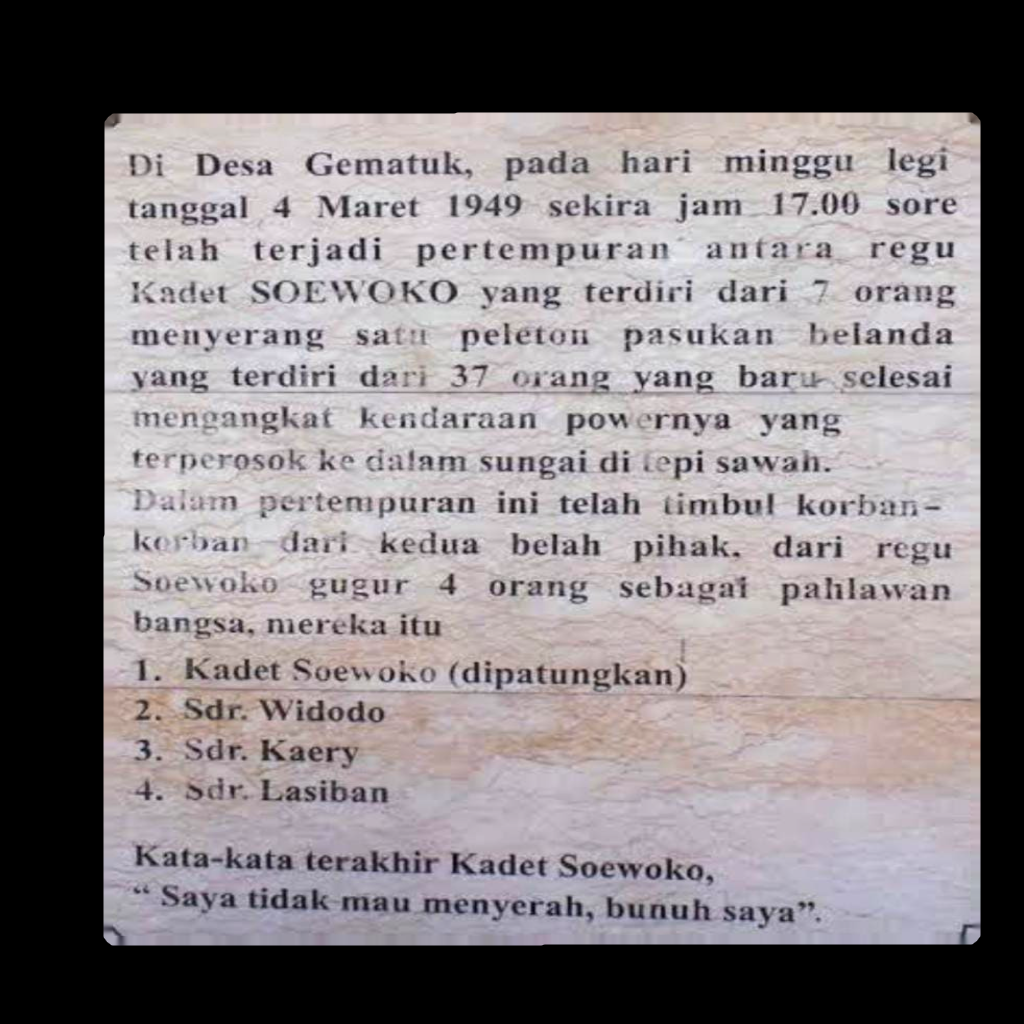 Di Desa Gematuk, pada hari minggu legi
tanggal 4 Maret 1949 sekira jam 17.00 sore
telah terjadi pertempuran antara regu
Kadet SOEWOKO yang terdiri dari 7 orang
menyerang satu peleton pasukan belanda
yang terdiri dari 37 orang yang baru selesai
mengangkat kendaraan powernya yang
terperosok ke dalam sungai di tepi sawah.
Dalam pertempuran ini telah timbul korban-
korban dari kedua belah pihak. dari regu
Soewoko gugur 4 orang sebagai pahlawan
bangsa, mereka itu
1. Kadet Soewoko (dipatungkan)
2. Sdr. Widodo
3. Sdr. Kaery
4. Sdr. Lasiban
Kata-kata terakhir Kadet Soewoko,
“ Saya tidak mau menyerah, bunuh saya”.